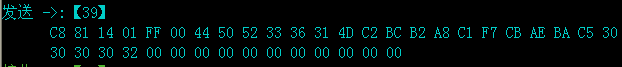 发送 ->:【39】
C8 81 14 01 FF 00 44 50 52 33 36 31 4D C2 BC B2 A8 C1 F7 CB AE BA C5 30
30 30 30 32 00 00 00 00 00 00 00 00 00 00